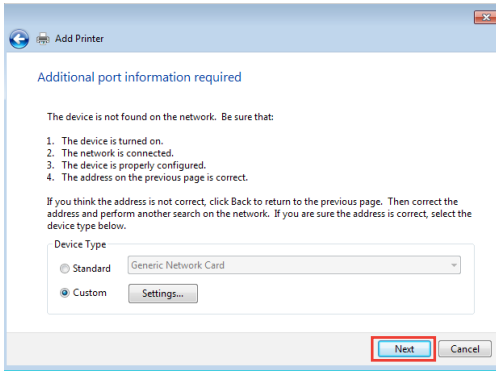 Add Printer
Additional port information required
The device is not found on the network. Be sure that:
1. The device is turned on.
2. The network is connected.
3. The device is properly configured.
4. The address on the previous page is correct.
If you think the address is not correct, click Back to return to the previous page. Then correct the
address and perform another search on the network. If you are sure the address is correct, select the
device type below.
Device Type
Standard
Generic Network Card
Custom
Settings...
Next
Cancel